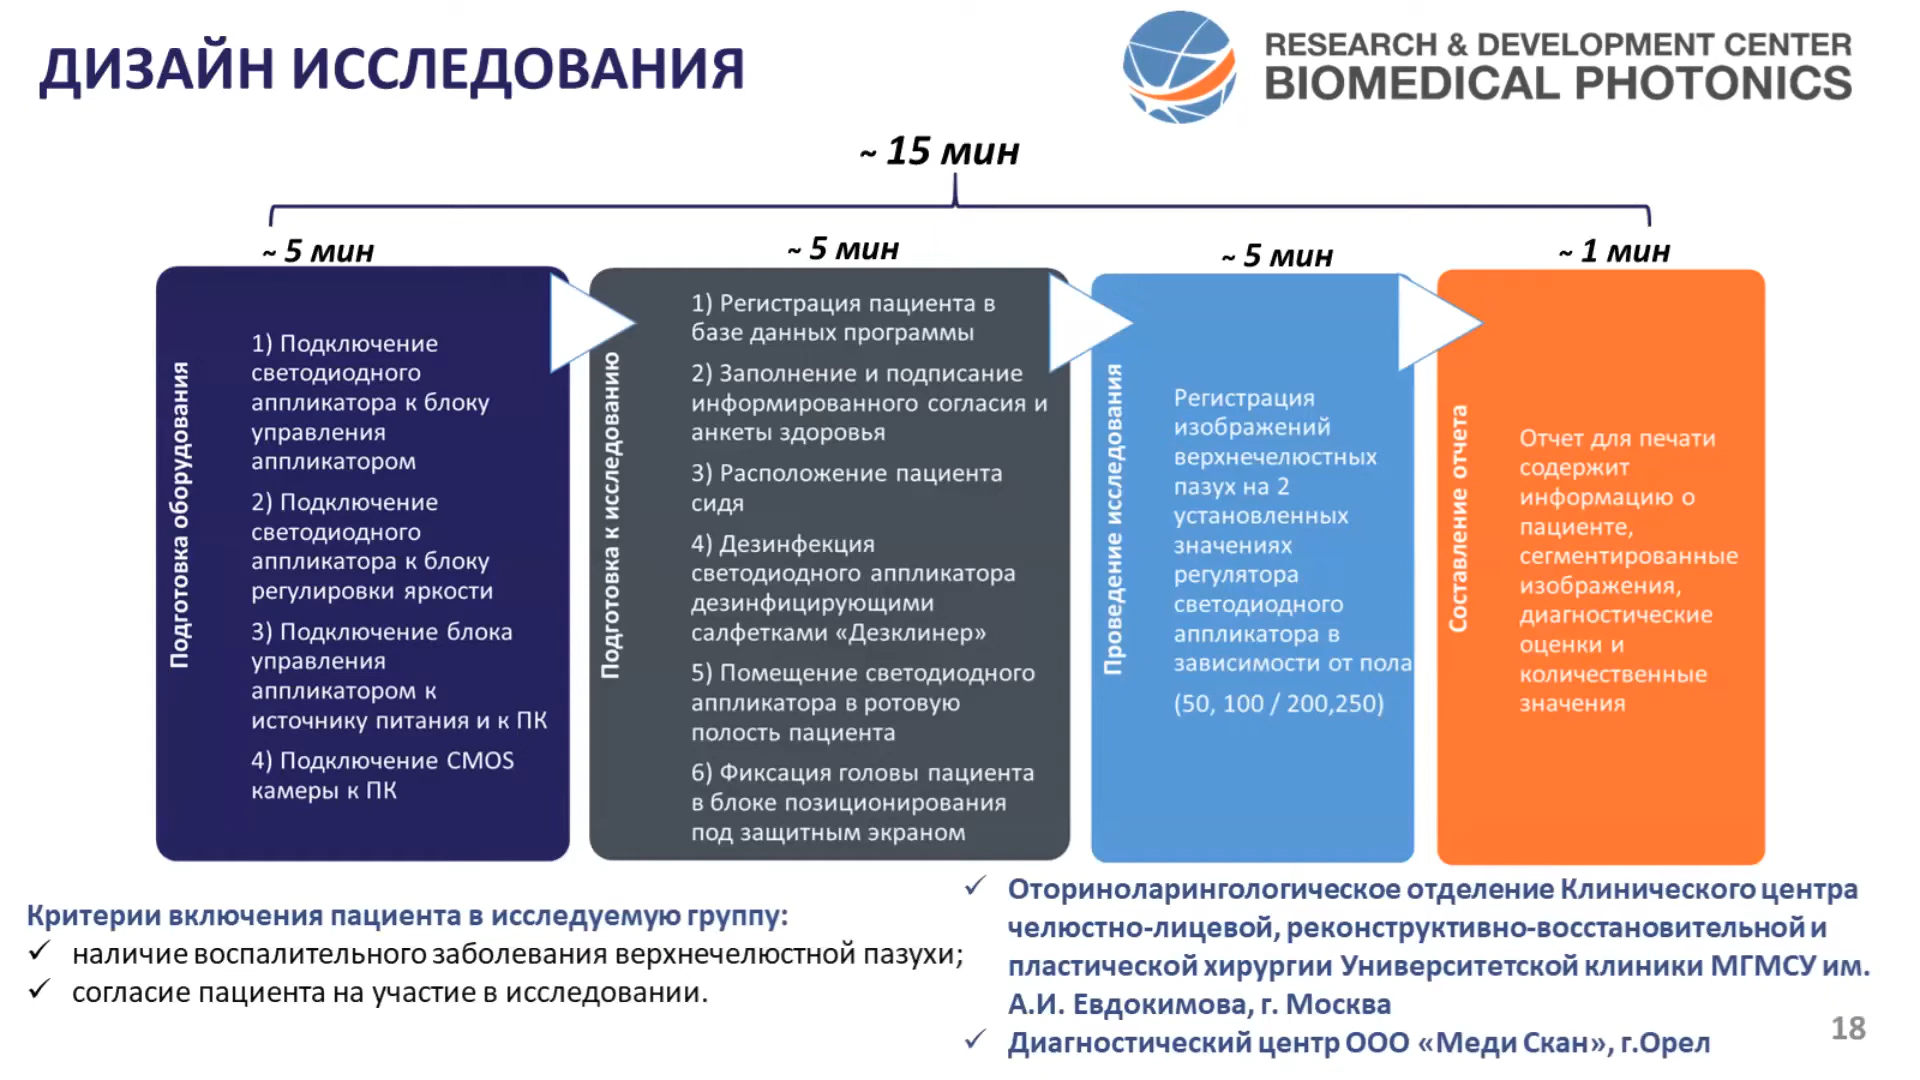 ДИЗАЙН ИССЛЕДОВАНИЯ
RESEARCH & DEVELOPMENT CENTER
BIOMEDICAL PHOTONICS
~ 15 мин
~ 5 мин
~ 5 мин
~ 5 мин
~ 1 мин
Подготовка оборудования
1) Подключение
светодиодного
аппликатора к блоку
управления
аппликатором
2) Подключение
светодиодного
аппликатора к блоку
регулировки яркости
3) Подключение блока
управления
аппликатором к
источнику питания и к ПК
4) Подключение CMOS
камеры к ПК
Подготовка к исследованию
1) Регистрация пациента в
базе данных программы
2) Заполнение и подписание
информированного согласия и
анкеты здоровья
3) Расположение пациента
сидя
4) Дезинфекция
светодиодного аппликатора
дезинфицирующими
салфетками «Дезклинер»
5) Помещение светодиодного
аппликатора в ротовую
полость пациента
6) Фиксация головы пациента
в блоке позиционирования
под защитным экраном
Проведение исследования
Регистрация
изображений
верхнечелюстных
пазух на 2
установленных
значениях
регулятора
светодиодного
аппликатора в
зависимости от пола
(50, 100 / 200,250)
Составление отчета
Отчет для печати
содержит
информацию о
пациенте,
сегментированные
изображения,
диагностические
оценки и
количественные
значения
Критерии включения пациента в исследуемую группу:
✓ наличие воспалительного заболевания верхнечелюстной пазухи;
✓ согласие пациента на участие в исследовании.
✓ Оториноларингологическое отделение Клинического центра
челюстно-лицевой, реконструктивно-восстановительной и
пластической хирургии Университетской клиники МГМСУ им.
А.И. Евдокимова, г. Москва
✓ Диагностический центр ООО «Меди Скан», г.Орел
18